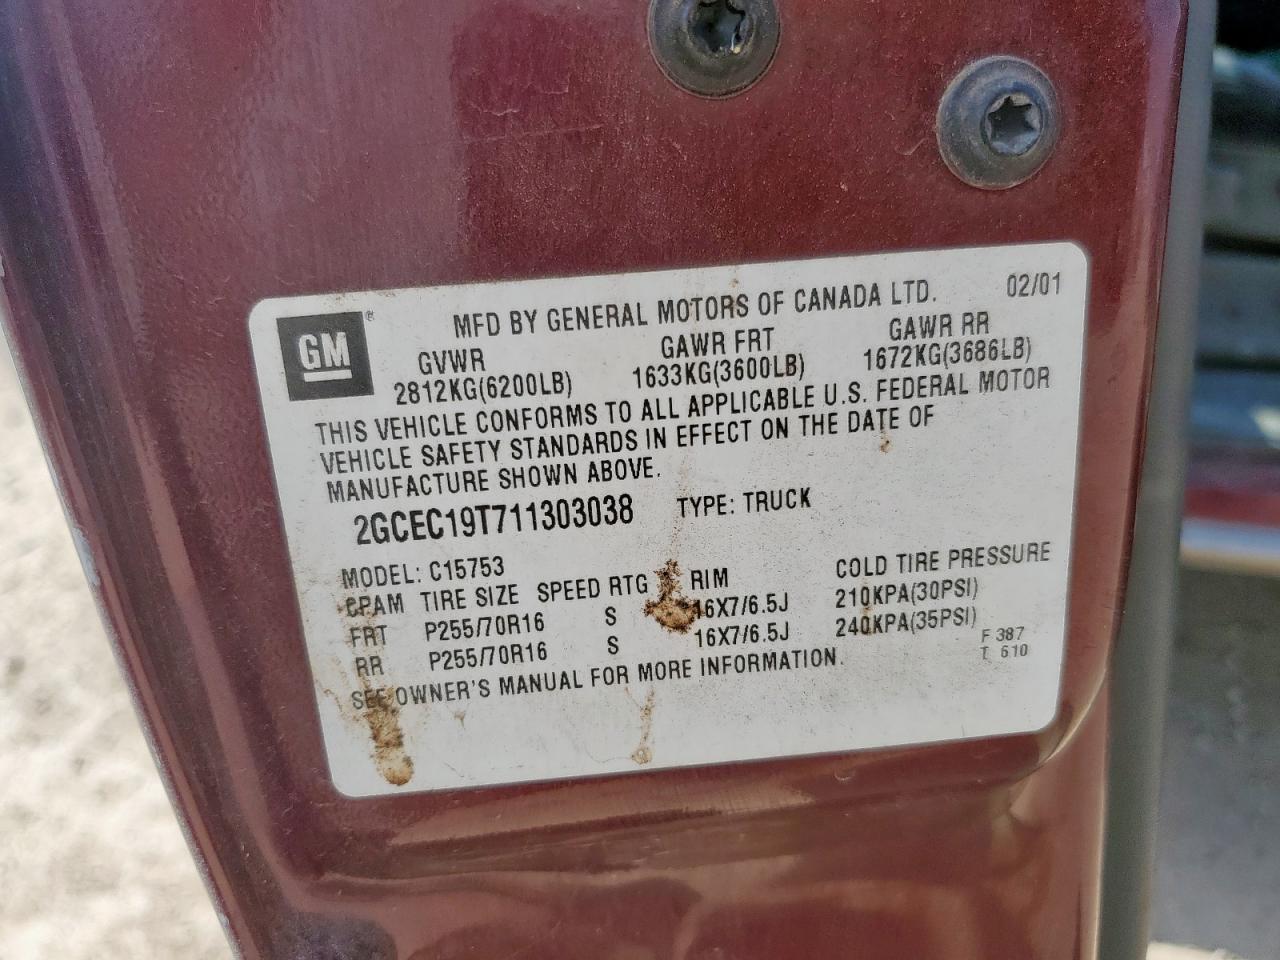 GM®
MFD BY GENERAL MOTORS OF CANADA LTD. 02/01
GVWR GAWR FRT GAWR RR
2812KG(6200LB) 1633KG(3600LB) 1672KG(3686LB)
THIS VEHICLE CONFORMS TO ALL APPLICABLE U.S. FEDERAL MOTOR
VEHICLE SAFETY STANDARDS IN EFFECT ON THE DATE OF
MANUFACTURE SHOWN ABOVE.
2GCEC19T711303038 TYPE: TRUCK
MODEL: C15753
TIRE SIZE SPEED RTG RIM COLD TIRE PRESSURE
FRT P255/70R16 S 16X7/6.5J 210KPA(30PSI)
RR P255/70R16 S 16X7/6.5J 240KPA(35PSI)
SEE OWNER'S MANUAL FOR MORE INFORMATION.
F 387
T 610